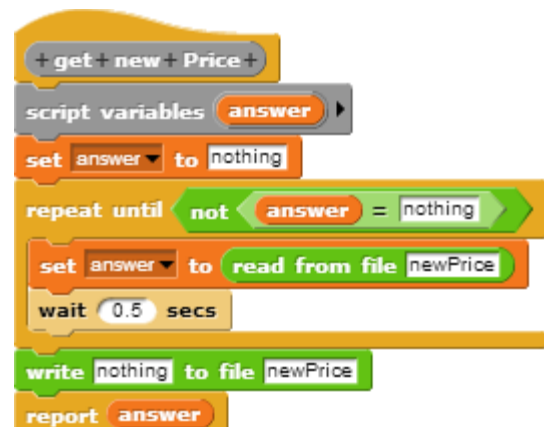 + get + new + Price +
script variables answer
set answer to nothing
repeat until not answer = nothing
set answer to read from file newPrice
wait 0.5 secs
write nothing to file newPrice
report answer